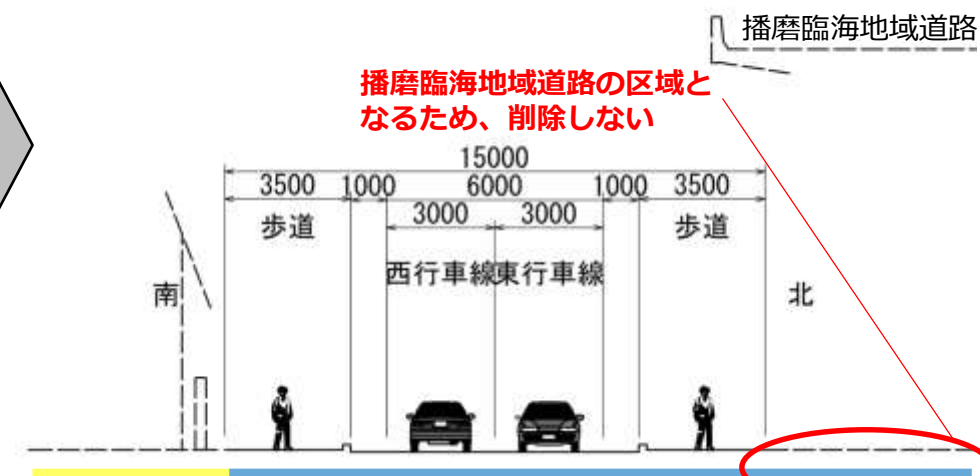 播磨臨海地域道路
播磨臨海地域道路の区域と
なるため、削除しない
15000
3500 1000 6000 1000 3500
3000 3000
歩道 歩道
西行車線東行車線
南 北